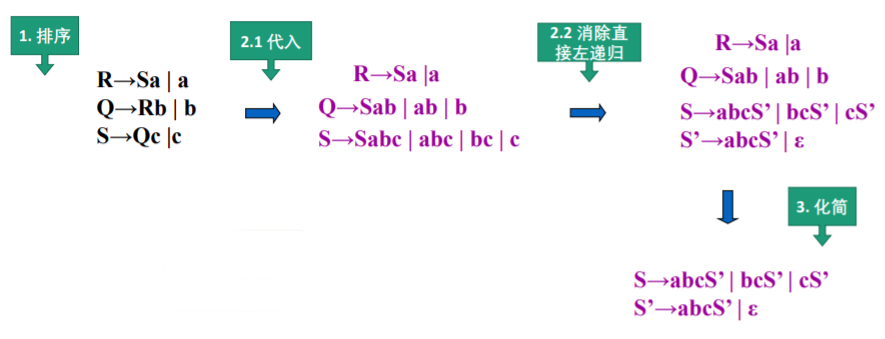 1. 排序
R→Sa | a
Q→Rb | b
S→Qc |c
2.1 代入
R→Sa |a
Q→Sab | ab | b
S→Sabc | abc | bc | c
2.2 消除直
接左递归
R→Sa |a
Q→Sab | ab | b
S→abcS’ | bcS’ | cS’
S’→abcS’ | ε
3. 化简
S→abcS’ | bcS’ | cS’
S’→abcS’ | ε